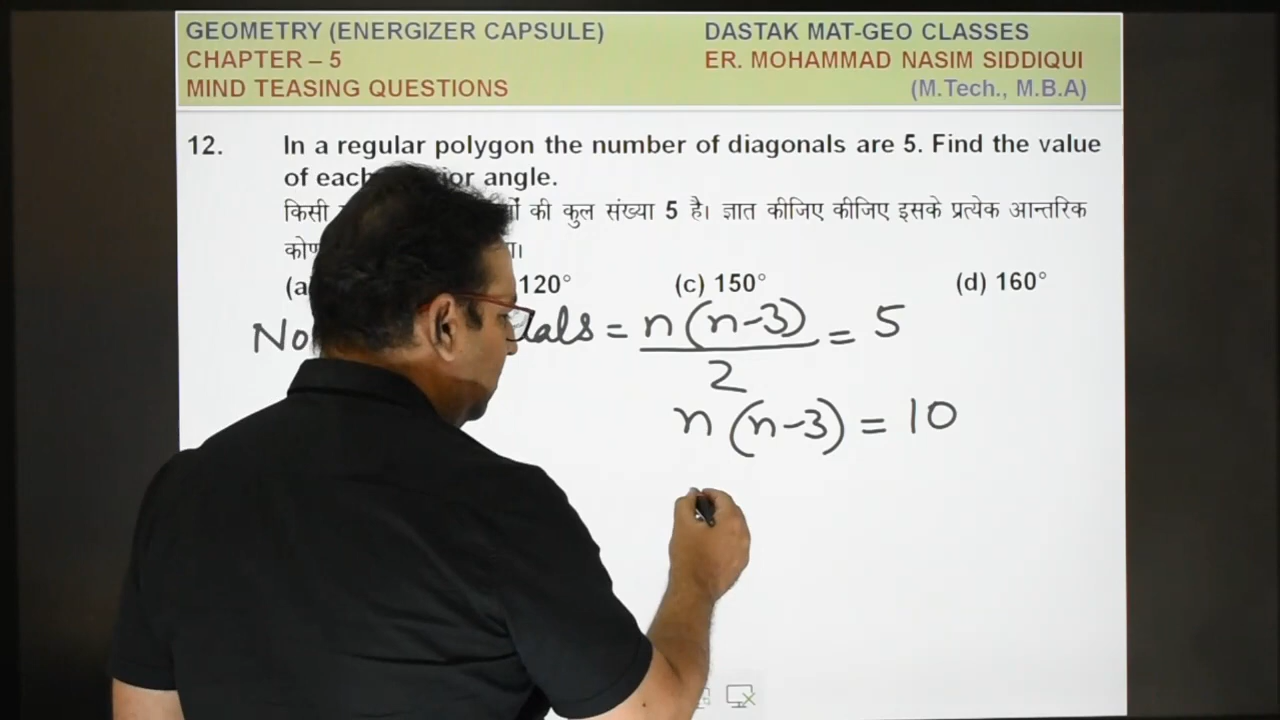 GEOMETRY (ENERGIZER CAPSULE) DASTAK MAT-GEO CLASSES
CHAPTER – 5 ER. MOHAMMAD NASIM SIDDIQUI
MIND TEASING QUESTIONS (M.Tech., M.B.A)
12. In a regular polygon the number of diagonals are 5. Find the value
of each angle.
किसी की कुल संख्या 5 है। ज्ञात कीजिए कीजिए इसके प्रत्येक आन्तरिक
(a 120° (c) 150° (d) 160°
No = n(n-3)/2 = 5
n(n-3) = 10